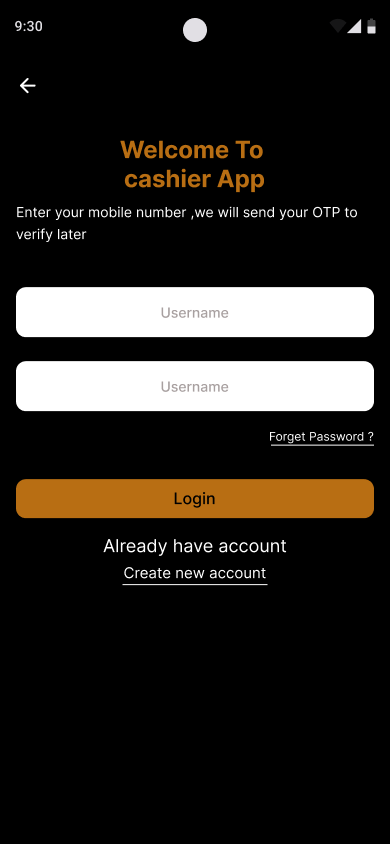 9:30
Welcome To
cashier App
Enter your mobile number ,we will send your OTP to
verify later
Username
Username
Forget Password ?
Login
Already have account
Create new account